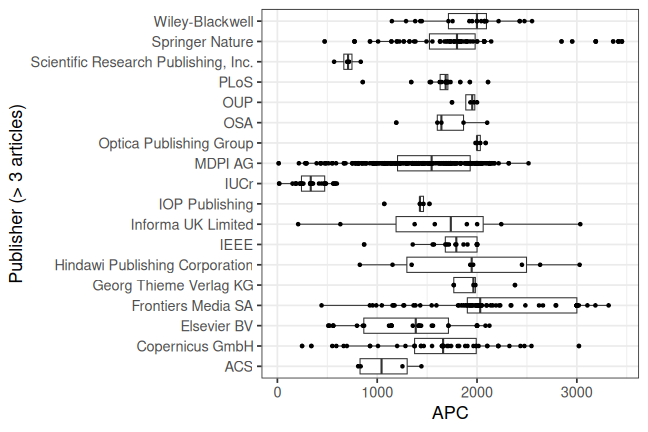 Publisher (> 3 articles)
Wiley-Blackwell
Springer Nature
Scientific Research Publishing, Inc.
PLoS
OUP
OSA
Optica Publishing Group
MDPI AG
IUCr
IOP Publishing
Informa UK Limited
IEEE
Hindawi Publishing Corporation
Georg Thieme Verlag KG
Frontiers Media SA
Elsevier BV
Copernicus GmbH
ACS
0 1000 2000 3000
APC